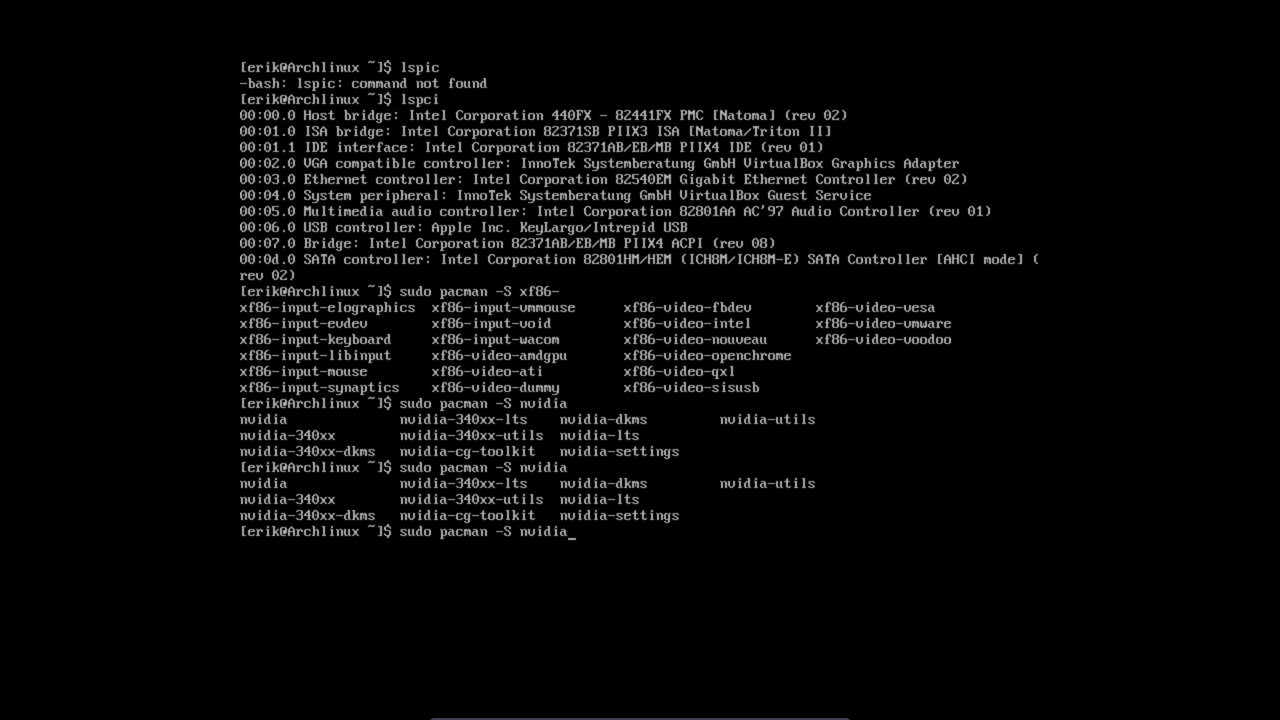 [erik@Archlinux ~]$ lspic
-bash: lspic: command not found
[erik@Archlinux ~]$ lspci
00:00.0 Host bridge: Intel Corporation 440FX - 82441FX PMC [Natoma] (rev 02)
00:01.0 ISA bridge: Intel Corporation 82371SB PIIX3 ISA [Natoma/Triton II]
00:01.1 IDE interface: Intel Corporation 82371AB/EB/MB PIIX4 IDE (rev 01)
00:02.0 VGA compatible controller: InnoTek Systemberatung GmbH VirtualBox Graphics Adapter
00:03.0 Ethernet controller: Intel Corporation 82540EM Gigabit Ethernet Controller (rev 02)
00:04.0 System peripheral: InnoTek Systemberatung GmbH VirtualBox Guest Service
00:05.0 Multimedia audio controller: Intel Corporation 82801AA AC'97 Audio Controller (rev 01)
00:06.0 USB controller: Apple Inc. KeyLargo/Intrepid USB
00:07.0 Bridge: Intel Corporation 82371AB/EB/MB PIIX4 ACPI (rev 08)
00:0d.0 SATA controller: Intel Corporation 82801HM/HEM (ICH8M/ICH8M-E) SATA Controller [AHCI mode] (
rev 02)
[erik@Archlinux ~]$ sudo pacman -S xf86-
xf86-input-elographics xf86-input-vmmouse xf86-video-fbdev xf86-video-vesa
xf86-input-evdev xf86-input-void xf86-video-intel xf86-video-vmware
xf86-input-keyboard xf86-input-wacom xf86-video-nouveau xf86-video-voodoo
xf86-input-libinput xf86-video-amdgpu xf86-video-openchrome
xf86-input-mouse xf86-video-ati xf86-video-qxl
xf86-input-synaptics xf86-video-dummy xf86-video-sisusb
[erik@Archlinux ~]$ sudo pacman -S nvidia
nvidia nvidia-340xx-lts nvidia-dkms nvidia-utils
nvidia-340xx nvidia-340xx-utils nvidia-lts
nvidia-340xx-dkms nvidia-cg-toolkit nvidia-settings
[erik@Archlinux ~]$ sudo pacman -S nvidia
nvidia nvidia-340xx-lts nvidia-dkms nvidia-utils
nvidia-340xx nvidia-340xx-utils nvidia-lts
nvidia-340xx-dkms nvidia-cg-toolkit nvidia-settings
[erik@Archlinux ~]$ sudo pacman -S nvidia_